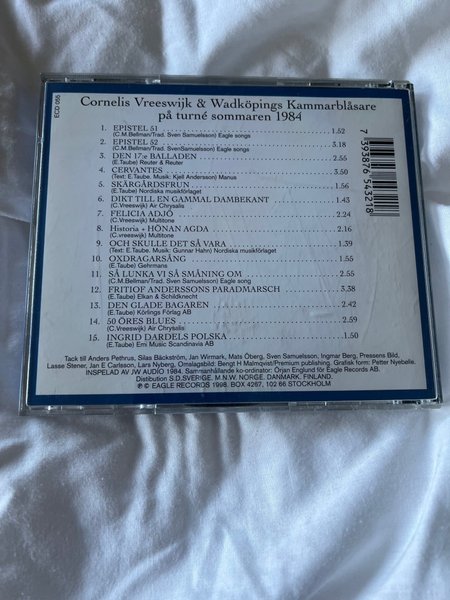 ECD 055
Cornelis Vreeswijk & Wadköpings Kammarblåsare
på turné sommaren 1984
1. EPISTEL 51 1.52
(C.M.Bellman/Trad. Sven Samuelsson) Eagle songs
2. EPISTEL 52 3.18
(C.M.Bellman/Trad. SvenSamuelsson) Eagle songs
3. DEN 17:e BALLADEN 2.55
(E.Taube) Reuter & Reuter
4. CERVANTES 3.50
(Text: E.Taube. Musik: Kjell Andersson) Manus
5. SKÄRGÅRDSFRUN 1.56
(E.Taube) Nordiska musikförlaget
6. DIKT TILL EN GAMMAL DAMBEKANT 1.43
(C.Vreeswijk) Air Chrysalis
7. FELICIA ADJÖ 2.24
(C.Vreeswijk) Multitone
8. Historia + HÖNAN AGDA 2.16
(C.vreeswijk) Multitone
9. OCH SKULLE DET SÅ VARA 1.39
(Text: E.Taube. Musik: Gunnar Hahn) Nordiska musikförlaget
10. OXDRAGARSÅNG 1.55
(E.Taube) Gehrmans
11. SÅ LUNKA VI SÅ SMÅNING OM 2.55
(C.M.Bellman/Trad. Sven Samuelsson) Eagle song
12. FRITIOF ANDERSSONS PARADMARSCH 3.38
(E.Taube) Elkan & Schildknecht
13. DEN GLADE BAGAREN 2.42
(E.Taube) Körlings Förlag AB
14. 50 ÖRES BLUES 2.59
(C.Vreeswijk) Air Chrysalis
15. INGRID DARDELS POLSKA 1.50
(E.Taube) Emi Music Scandinavia AB
7 393876 543218
Tack till Anders Pethrus, Silas Bäckström, Jan Wirmark, Mats Öberg, Sven Samuelsson, Ingmar Berg, Pressens Bild,
Lasse Stener, Jan E Carlsson, Lars Nyberg. Omslagsbild: Bengt H Malmqvist/Premium publishing. Grafisk form: Petter Nyebølle.
INSPELAD AV JW AUDIO 1984. Sammanhållande ko-ordinator: Örjan Englund för Eagle Records AB.
Distribution S.D.SVERIGE. M.N.W. NORGE. DANMARK, FINLAND.
℗ © EAGLE RECORDS 1998. BOX 4267, 102 66 STOCKHOLM